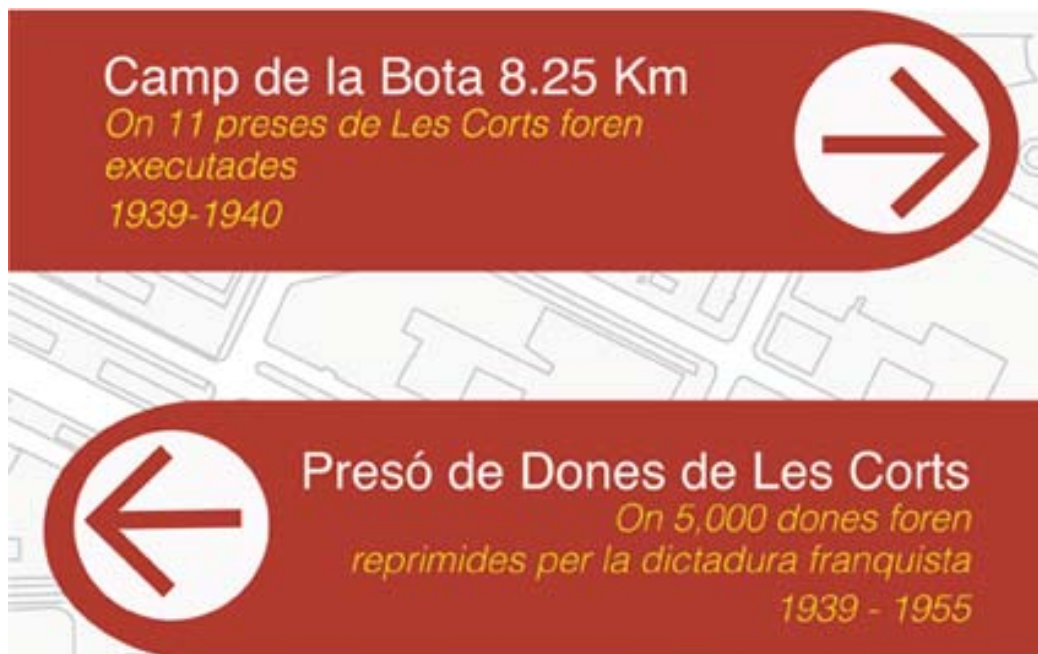 Camp de la Bota 8.25 Km
On 11 preses de Les Corts foren
executades
1939-1940
Presó de Dones de Les Corts
On 5,000 dones foren
reprimides per la dictadura franquista
1939 - 1955